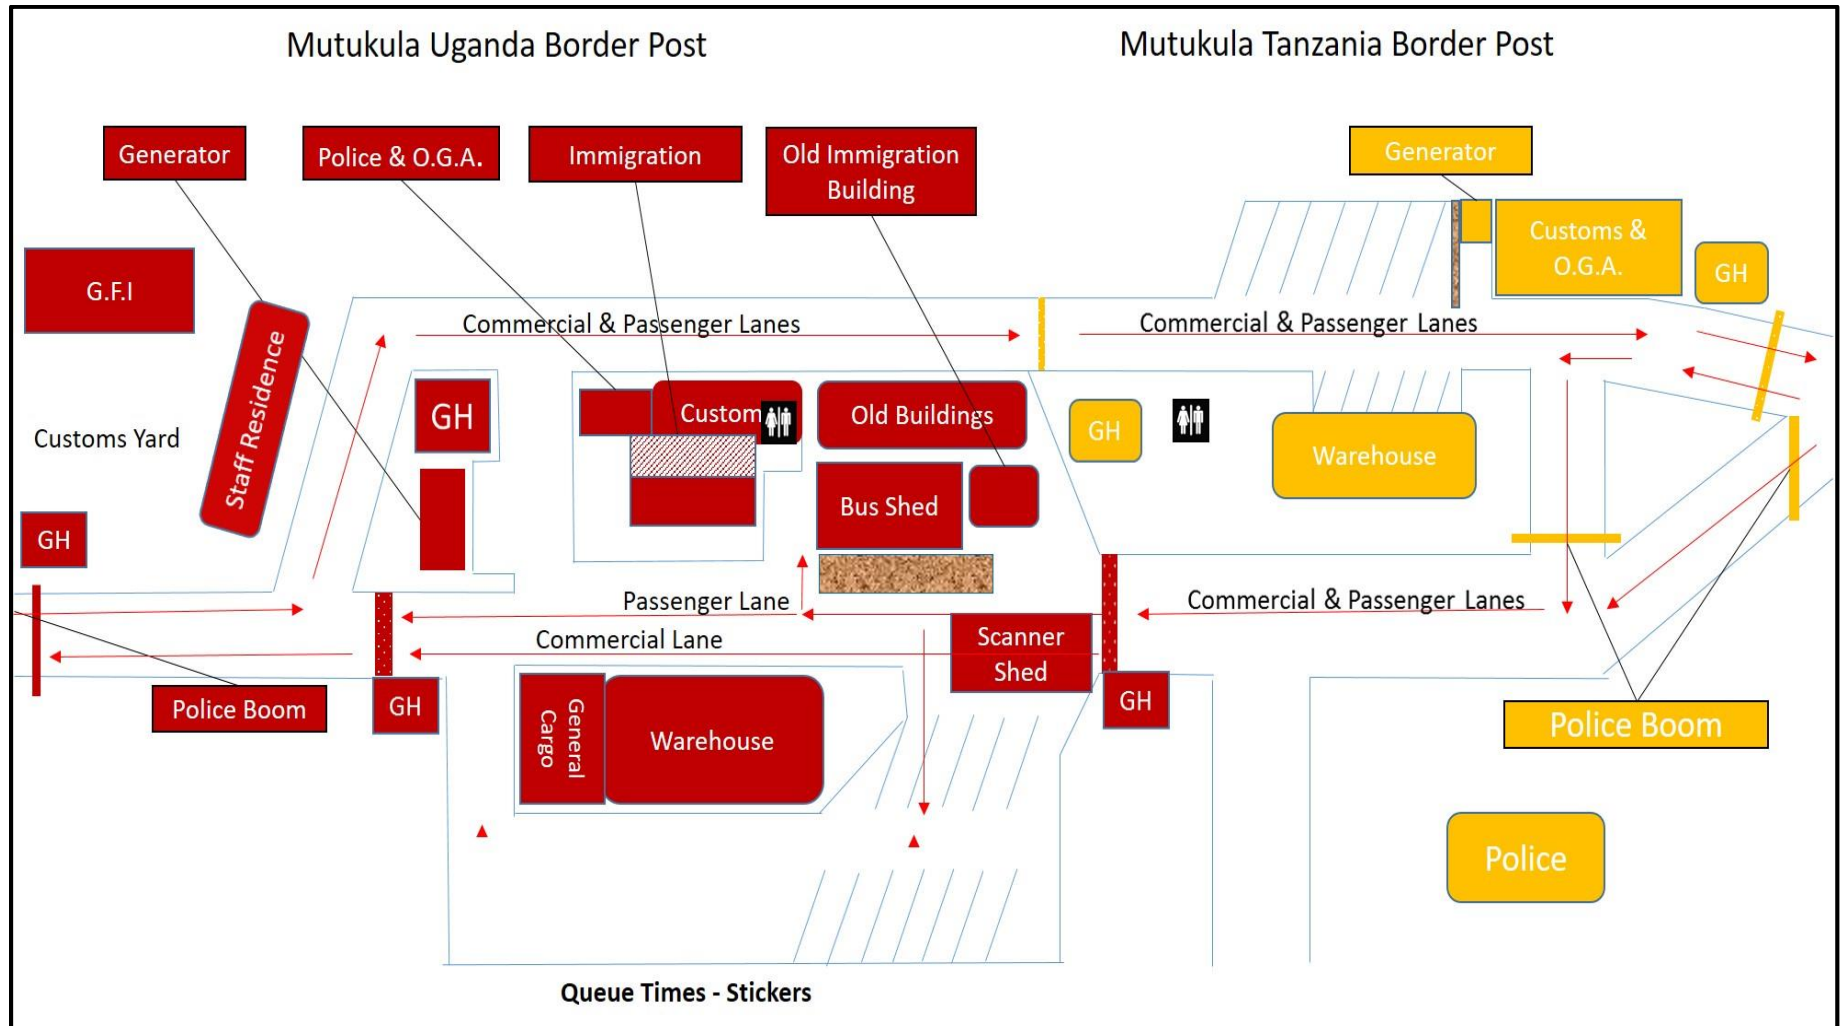 Mutukula Uganda Border Post
Mutukula Tanzania Border Post
Generator
Police & O.G.A.
Immigration
Old Immigration
Building
Generator
Customs &
O.G.A.
GH
G.F.I
Staff Residence
Customs Yard
GH
Commercial & Passenger Lanes
Commercial & Passenger Lanes
GH
Custom
Old Buildings
GH
Warehouse
Bus Shed
Passenger Lane
Commercial Lane
Commercial & Passenger Lanes
Scanner
Shed
Police Boom
GH
General
Cargo
Warehouse
GH
Police Boom
Police
Queue Times - Stickers